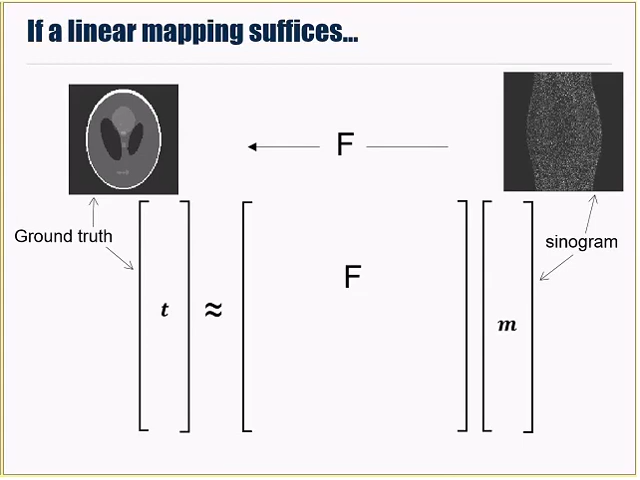 If a linear mapping suffices...
F
Ground truth
sinogram
F
t ≈ m